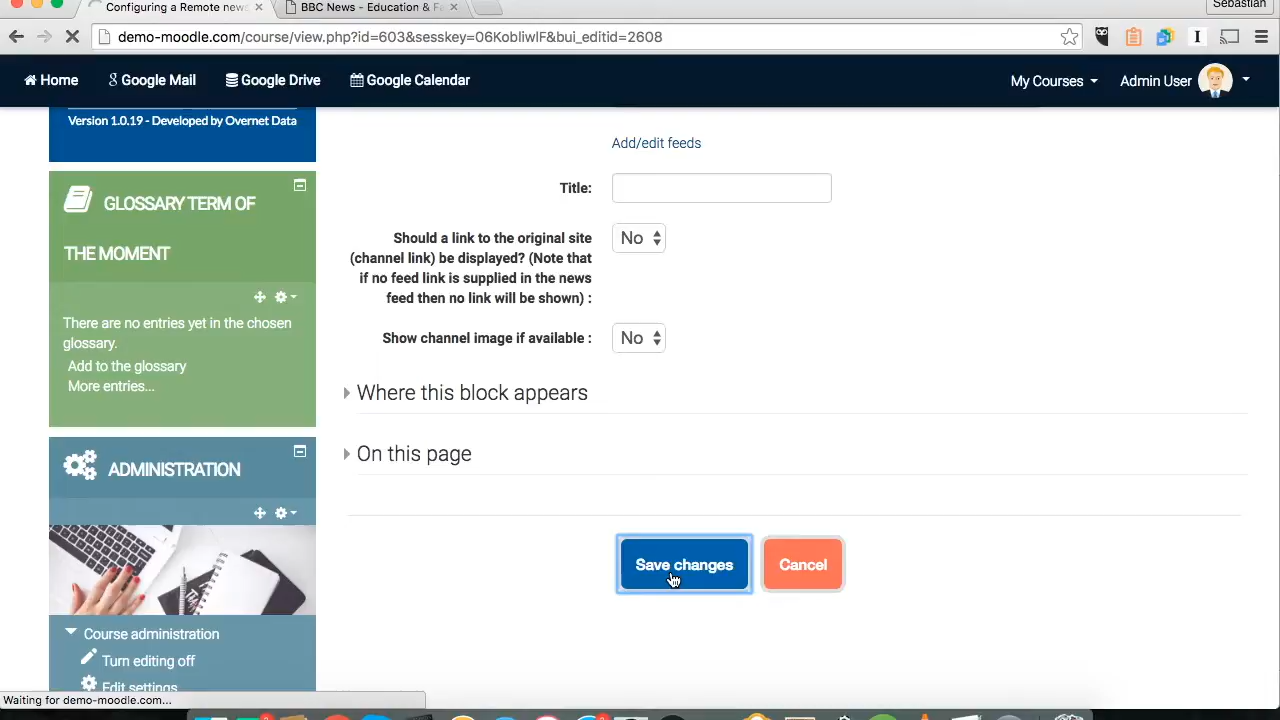 Sebastian
Configuring a Remote news
BBC News - Education & Fa
demo-moodle.com/course/view.php?id=603&sesskey=06KobliwlF&bui_editid=2608
Home
Google Mail
Google Drive
Google Calendar
My Courses
Admin User
Version 1.0.19 - Developed by Overnet Data
GLOSSARY TERM OF
THE MOMENT
There are no entries yet in the chosen
glossary.
Add to the glossary
More entries...
ADMINISTRATION
Course administration
Turn editing off
Edit settings
Add/edit feeds
Title:
Should a link to the original site
(channel link) be displayed? (Note that
if no feed link is supplied in the news
feed then no link will be shown) :
No
Show channel image if available :
No
Where this block appears
On this page
Save changes
Cancel
Waiting for demo-moodle.com...